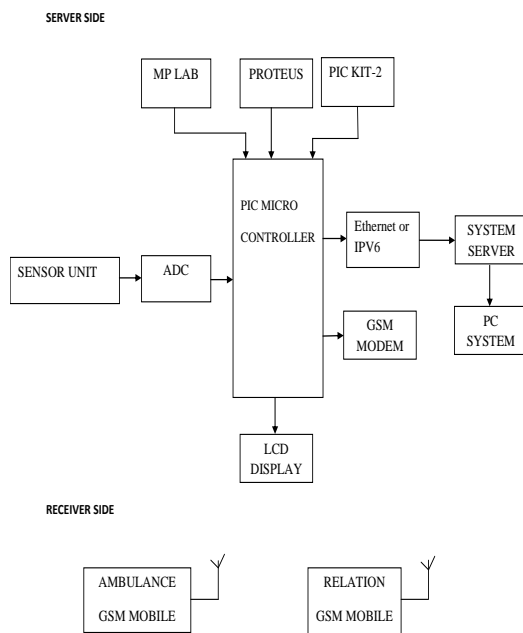 SERVER SIDE
MP LAB
PROTEUS
PIC KIT-2
PIC MICRO
CONTROLLER
Ethernet or
IPV6
SYSTEM
SERVER
SENSOR UNIT
ADC
GSM
MODEM
PC
SYSTEM
LCD
DISPLAY
RECEIVER SIDE
AMBULANCE
GSM MOBILE
RELATION
GSM MOBILE